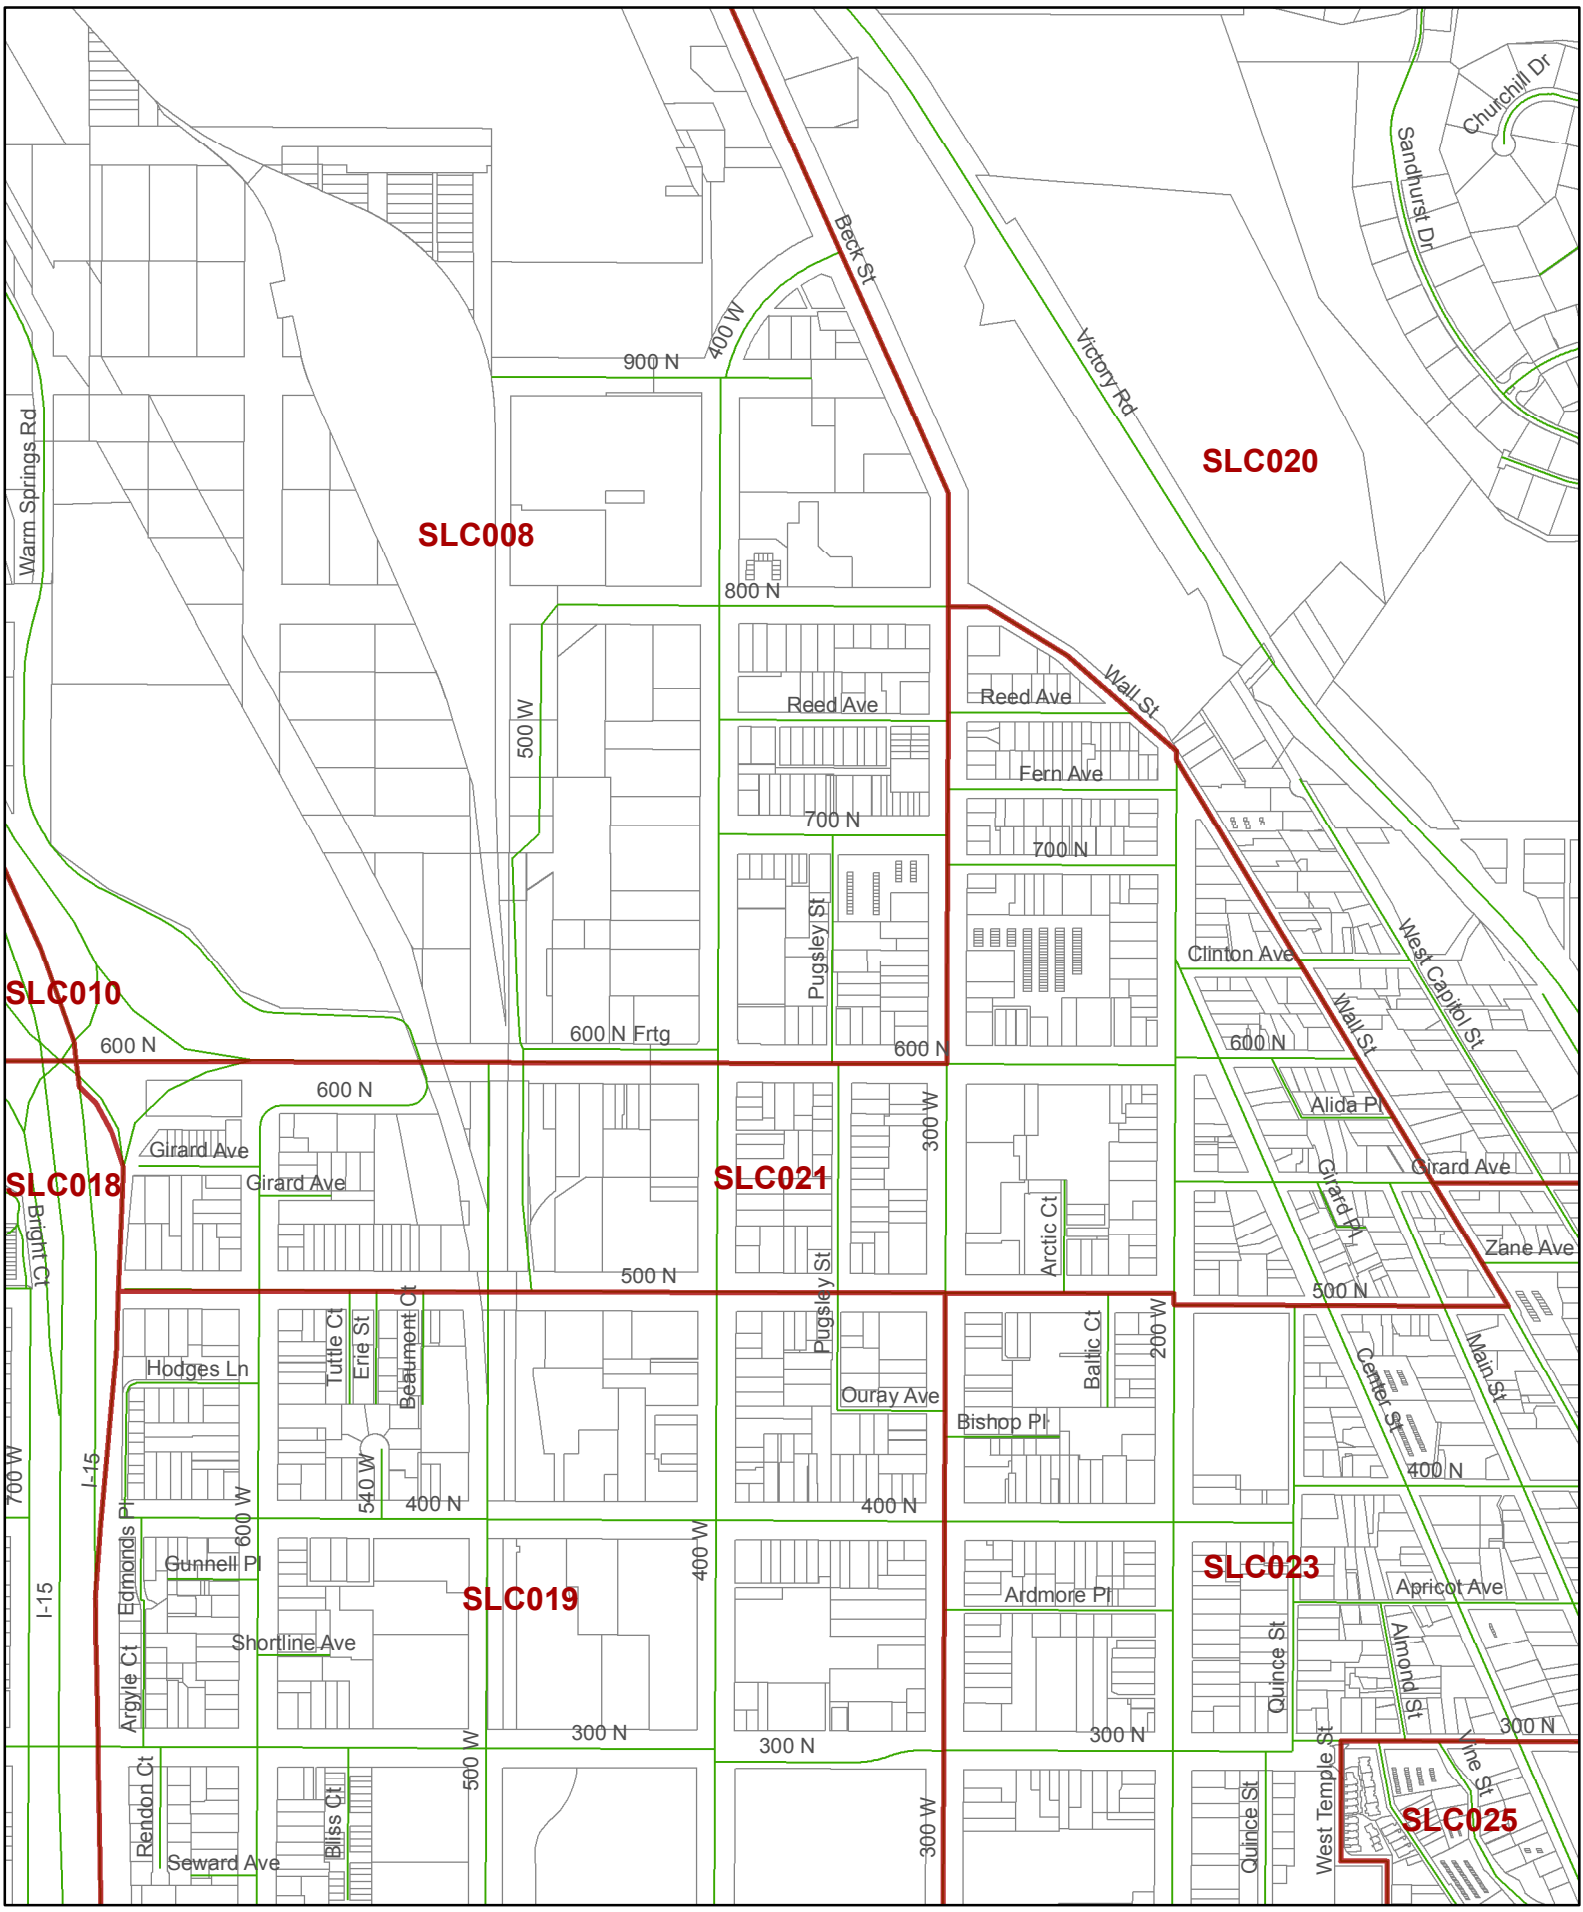 Churchill Dr
Sandhurst Dr
Beck St
400 W
900 N
Victory Rd
Warm Springs Rd
SLC020
SLC008
800 N
Reed Ave
Reed Ave
Wall St
500 W
Fern Ave
700 N
700 N
Pugsley St
Clinton Ave
West Capitol St
SLC010
600 N
600 N Frtg
600 N
600 N
Wall St
600 N
Alida Pl
300 W
Girard Ave
Girard Ave
SLC018
SLC021
Girard Ave
Girard Pl
Bright Ct
Arctic Ct
Zane Ave
500 N
500 N
Pugsley St
Tuttle Ct
Erie St
Beaumont Ct
Baltic Ct
200 W
Hodges Ln
Center St
Main St
Ouray Ave
Bishop Pl
700 W
I-15
540 W
400 N
400 N
400 N
600 W
Edmonds Pl
Gunnell Pl
400 W
SLC019
SLC023
Ardmore Pl
Apricot Ave
I-15
Shortline Ave
Argyle Ct
Quince St
Almond St
300 N
300 N
300 N
300 N
500 W
Rendon Ct
Bliss Ct
Seward Ave
300 W
Quince St
West Temple St
Vine St
SLC025